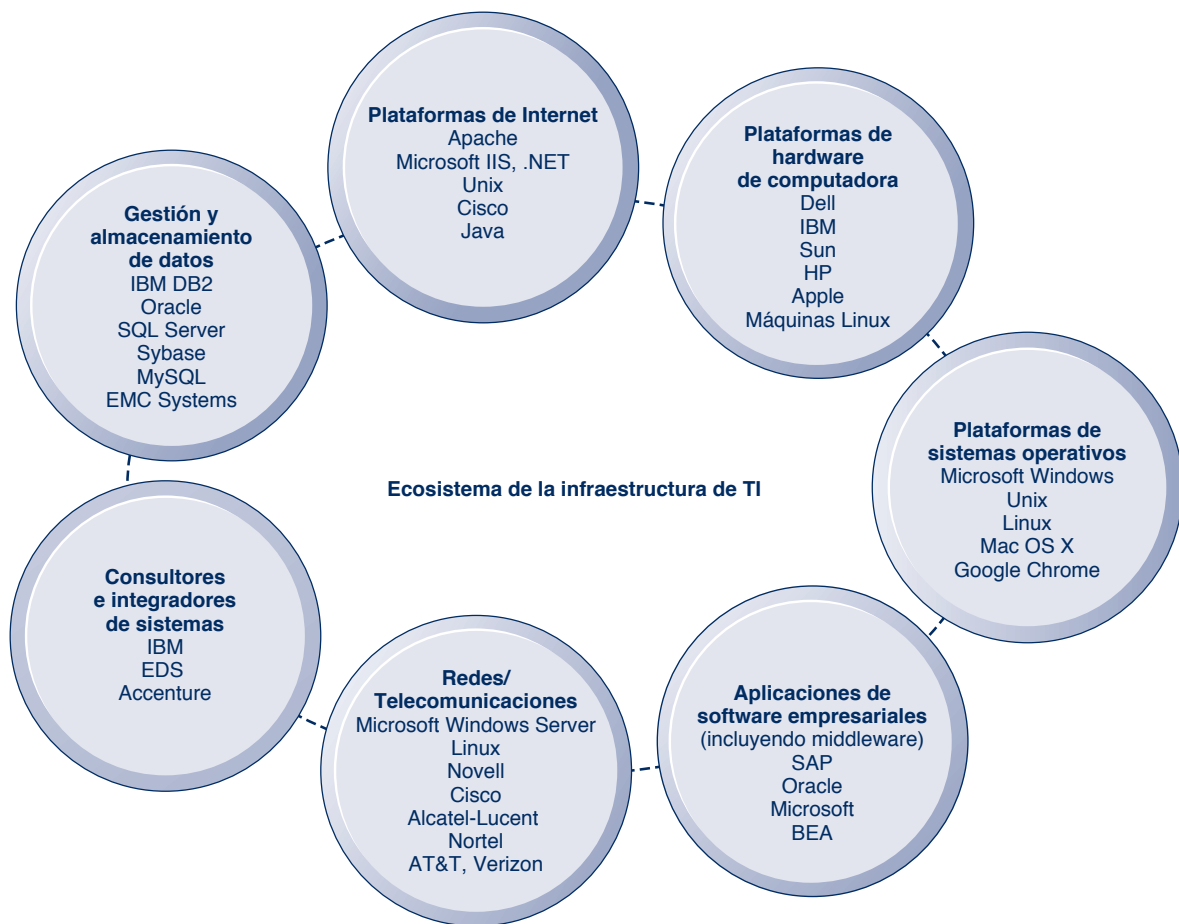 Plataformas de Internet
Apache
Microsoft IIS, .NET
Unix
Cisco
Java
Plataformas de
hardware
de computadora
Dell
IBM
Sun
HP
Apple
Máquinas Linux
Gestión y
almacenamiento
de datos
IBM DB2
Oracle
SQL Server
Sybase
MySQL
EMC Systems
Plataformas de
sistemas operativos
Microsoft Windows
Unix
Linux
Mac OS X
Google Chrome
Ecosistema de la infraestructura de TI
Consultores
e integradores
de sistemas
IBM
EDS
Accenture
Redes/
Telecomunicaciones
Microsoft Windows Server
Linux
Novell
Cisco
Alcatel-Lucent
Nortel
AT&T, Verizon
Aplicaciones de
software empresariales
(incluyendo middleware)
SAP
Oracle
Microsoft
BEA